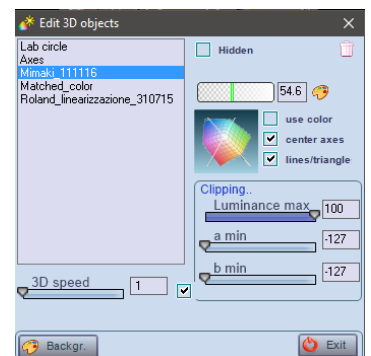 Edit 3D objects
Lab circle
Axes
Mimaki_111116
Matched_color
Roland_linearizzazione_310715
Hidden
54.6
use color
center axes
lines/triangle
Clipping..
Luminance max
100
a min
-127
b min
-127
3D speed
1
Backgr.
Exit